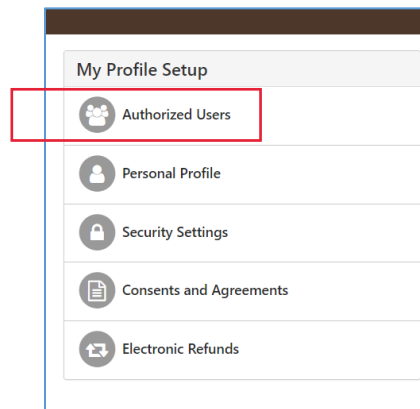 My Profile Setup
Authorized Users
Personal Profile
Security Settings
Consents and Agreements
Electronic Refunds